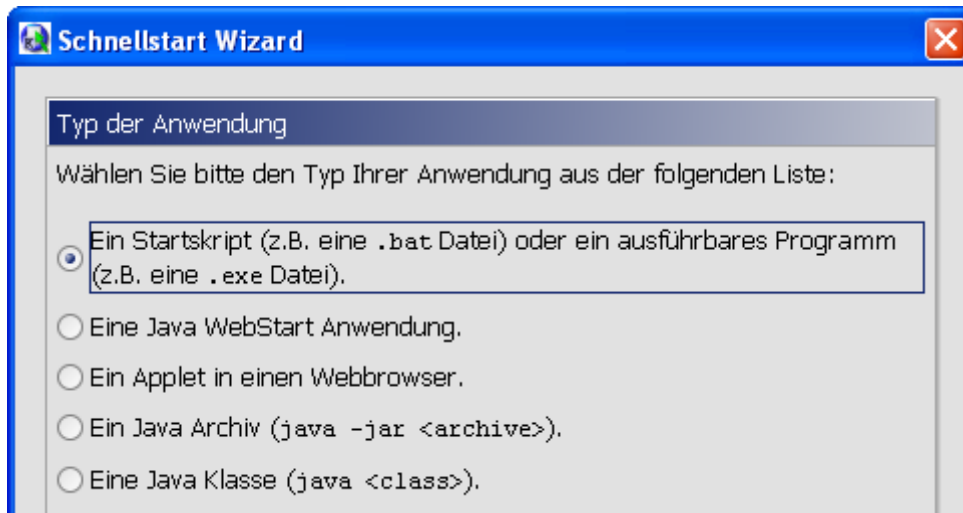 Schnellstart Wizard
Typ der Anwendung
Wählen Sie bitte den Typ Ihrer Anwendung aus der folgenden Liste:
Ein Startskript (z.B. eine .bat Datei) oder ein ausführbares Programm
(z.B. eine .exe Datei).
Eine Java WebStart Anwendung.
Ein Applet in einen Webbrowser.
Ein Java Archiv (java -jar <archive>).
Eine Java Klasse (java <class>).